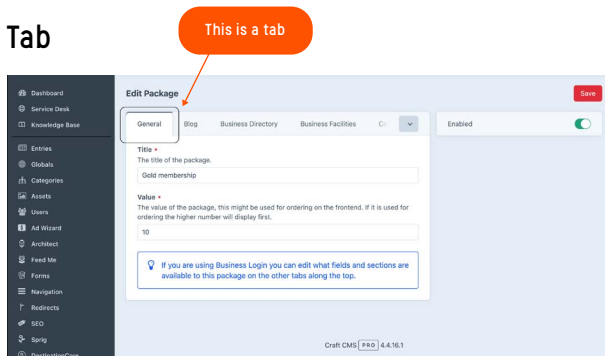 Tab
This is a tab
Dashboard
Service Desk
Knowledge Base
Entries
Globals
Categories
Assets
Users
Ad Wizard
Architect
Feed Me
Forms
Navigation
Redirects
SEO
Sprig
DestinationCore
Edit Package
Save
General Blog Business Directory Business Facilities
Title
The title of the package.
Gold membership
Value
The value of the package, this might be used for ordering on the frontend. If it is used for
ordering the higher number will display first.
10
If you are using Business Login you can edit what fields and sections are
available to this package on the other tabs along the top.
Enabled
Craft CMS PRO 4.4.16.1